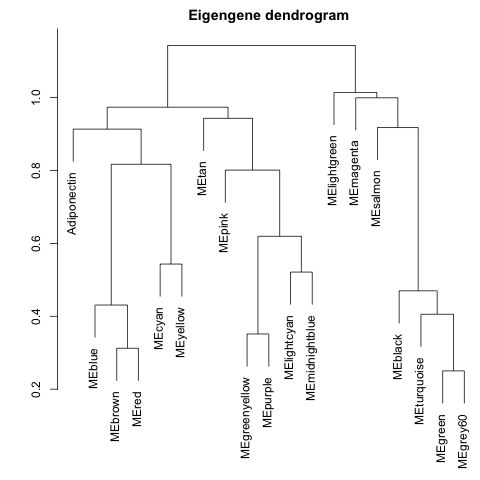 Eigengene dendrogram
1.0
0.8
0.6
0.4
0.2
Adiponectin
MEblue
MEbrown
MEred
MEcyan
MEyellow
MEtan
MEpink
MEgreenyellow
MEpurple
MElightcyan
MEmidnightblue
MElightgreen
MEmagenta
MEsalmon
MEblack
MEturquoise
MEgreen
MEgrey60